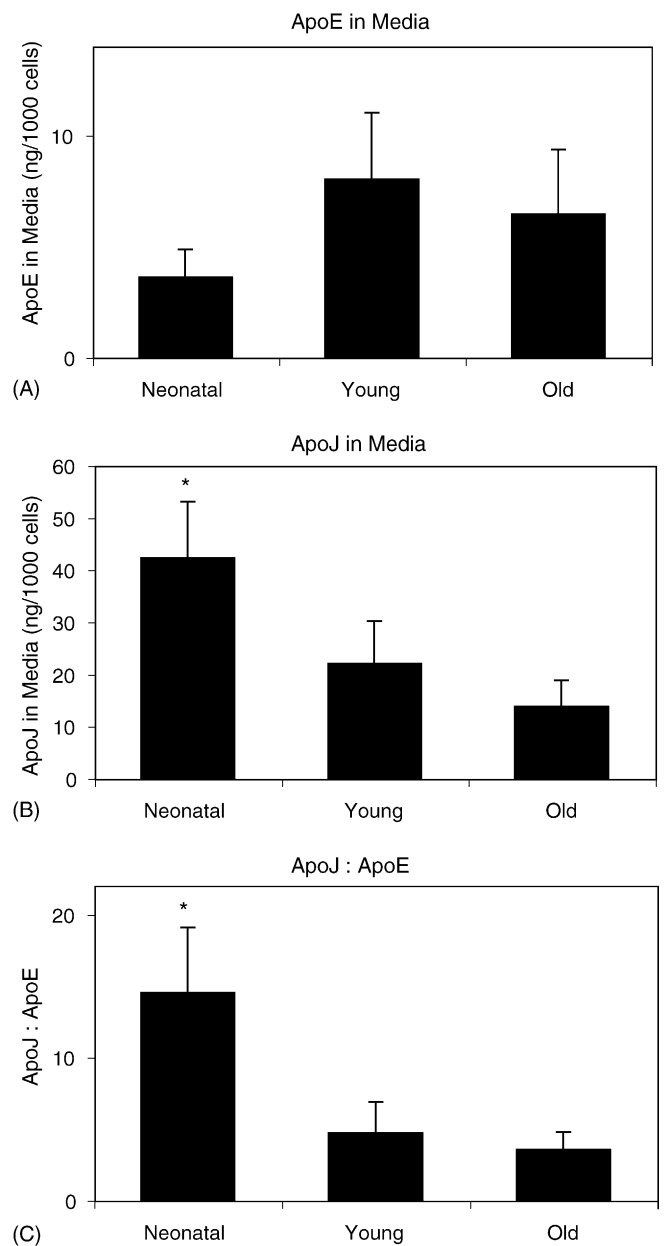 ApoE in Media
ApoE in Media (ng/1000 cells)
10
0
Neonatal Young Old
(A)
ApoJ in Media
ApoJ in Media (ng/1000 cells)
60
*
50
40
30
20
10
0
Neonatal Young Old
(B)
ApoJ : ApoE
ApoJ : ApoE
20
*
10
0
Neonatal Young Old
(C)